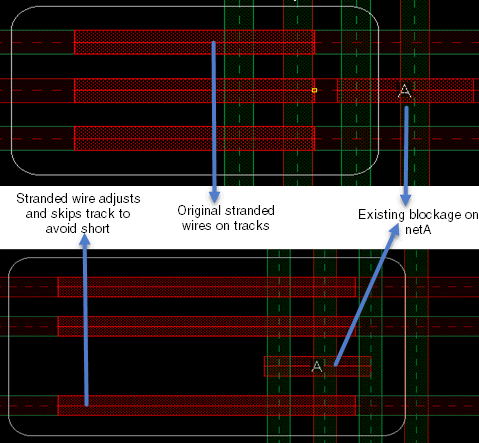 A
Stranded wire adjusts
and skips track to
avoid short
Original stranded
wires on tracks
Existing blockage on
netA
A